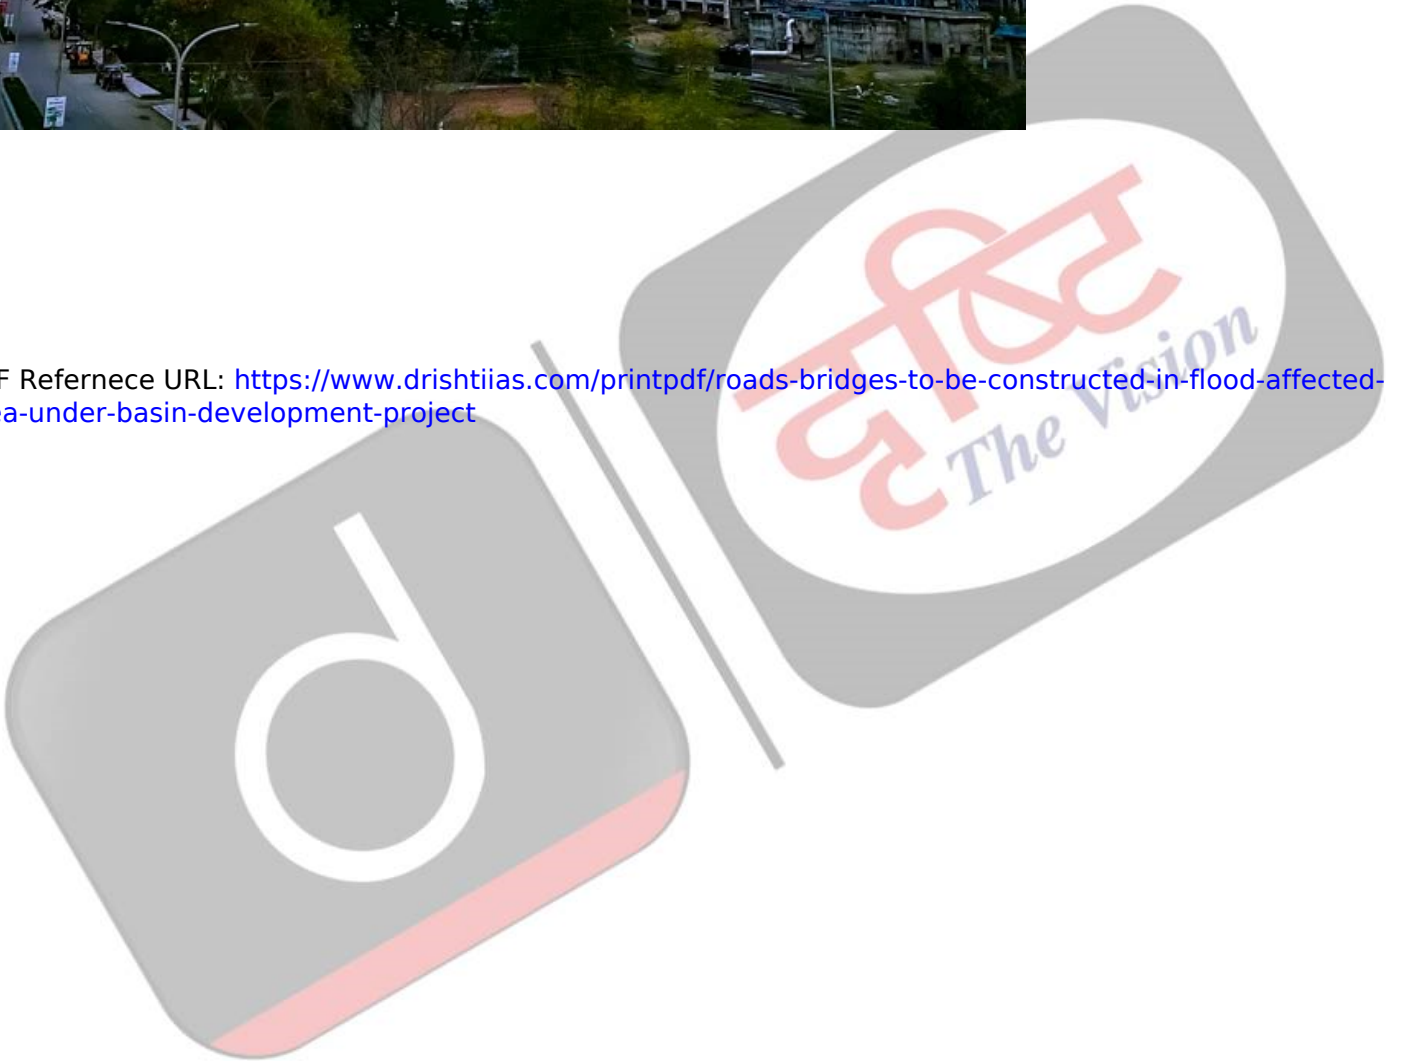 F Refernece URL: https://www.drishtiias.com/printpdf/roads-bridges-to-be-constructed-in-flood-affected-
ea-under-basin-development-project
दृष्टि
The Vision
d